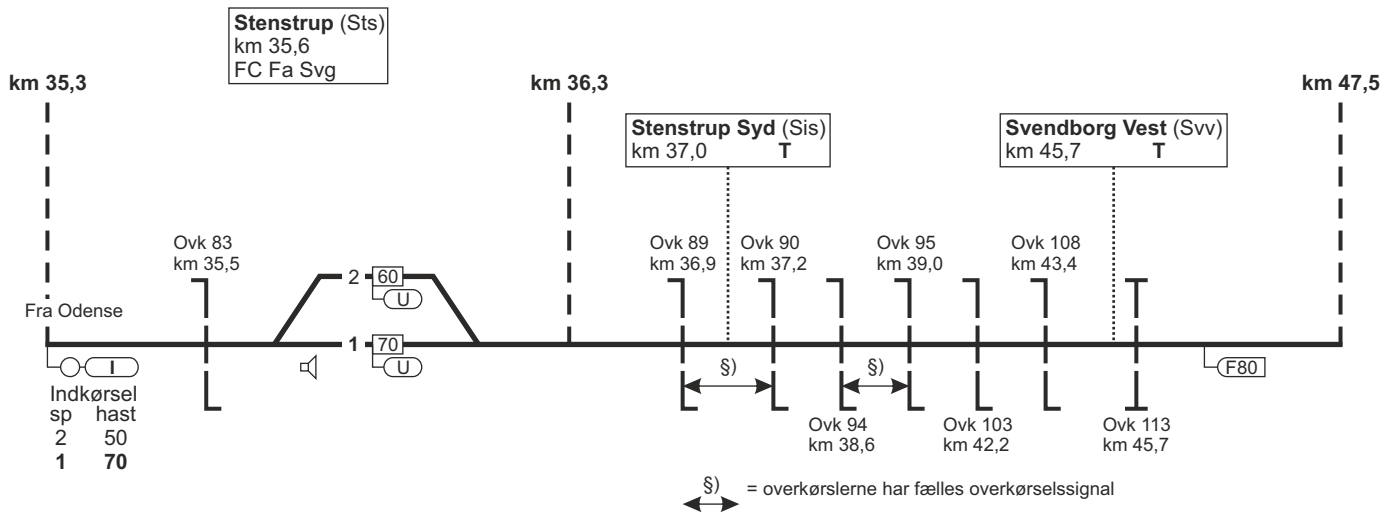 Stenstrup (Sts)
km 35,6
FC Fa Svg
km 35,3
km 36,3
km 47,5
Stenstrup Syd (Sis)
km 37,0 T
Svendborg Vest (Svv)
km 45,7 T
Ovk 83
km 35,5
Ovk 89
km 36,9
Ovk 90
km 37,2
Ovk 95
km 39,0
Ovk 108
km 43,4
2 60
U
Fra Odense
1 70
U
I
F80
Indkørsel
sp hast
2 50
1 70
§)
§)
Ovk 94
km 38,6
Ovk 103
km 42,2
Ovk 113
km 45,7
§) = overkørslerne har fælles overkørselssignal